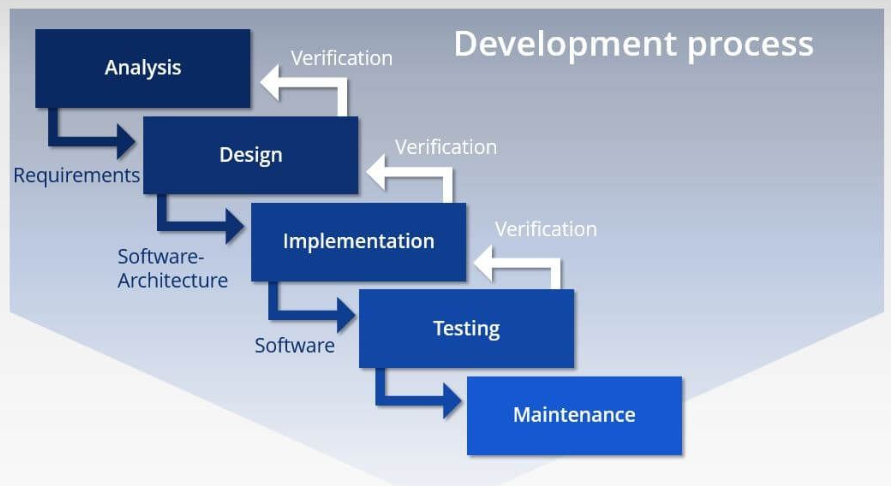 Development process
Analysis
Verification
Requirements
Design
Verification
Software-
Architecture
Implementation
Verification
Software
Testing
Maintenance